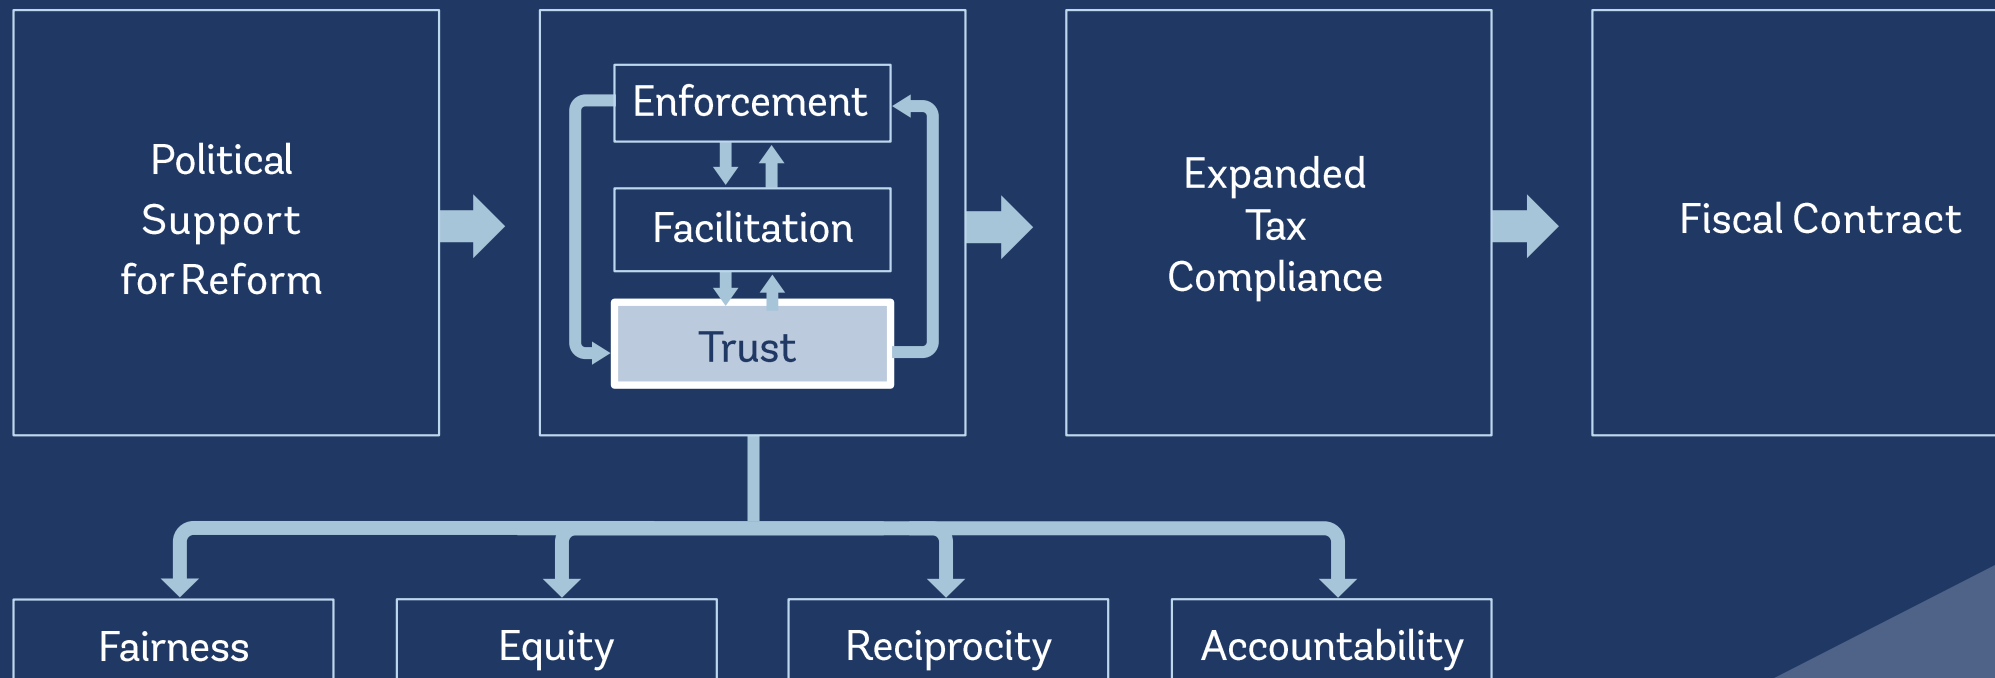 Political
Support
for Reform
Enforcement
Facilitation
Trust
Expanded
Tax
Compliance
Fiscal Contract
Fairness
Equity
Reciprocity
Accountability